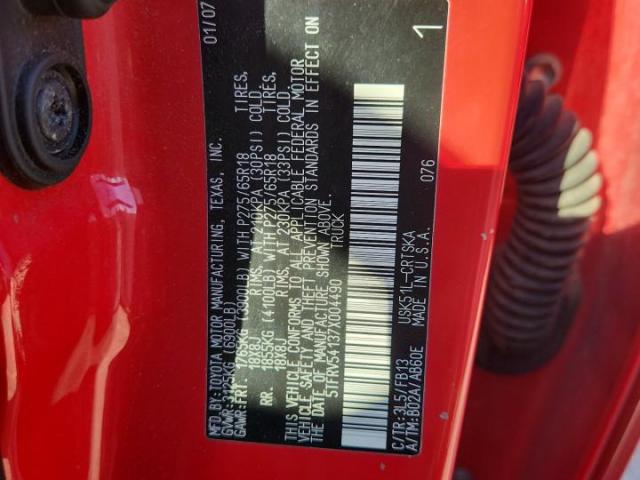 MFD. BY:TOYOTA MOTOR MANUFACTURING, TEXAS, INC. 01/07
GVWR:3125KG (6900LB)
GAWR:FRT. 1765KG (3900LB) WITH P275/65R18 TIRES,
18X8J RIMS, AT 210KPA (30PSI) COLD.
RR. 1855KG (4100LB) WITH P275/65R18 TIRES,
18X8J RIMS, AT 230KPA (33PSI) COLD.
THIS VEHICLE CONFORMS TO ALL APPLICABLE FEDERAL MOTOR
VEHICLE SAFETY AND THEFT PREVENTION STANDARDS IN EFFECT ON
THE DATE OF MANUFACTURE SHOWN ABOVE.
5TFRV54137X004490 TRUCK 1
076
C/TR:3L5/FB13 USK51L-CRTSKA
A/TM:B02A/AB60E MADE IN U.S.A.